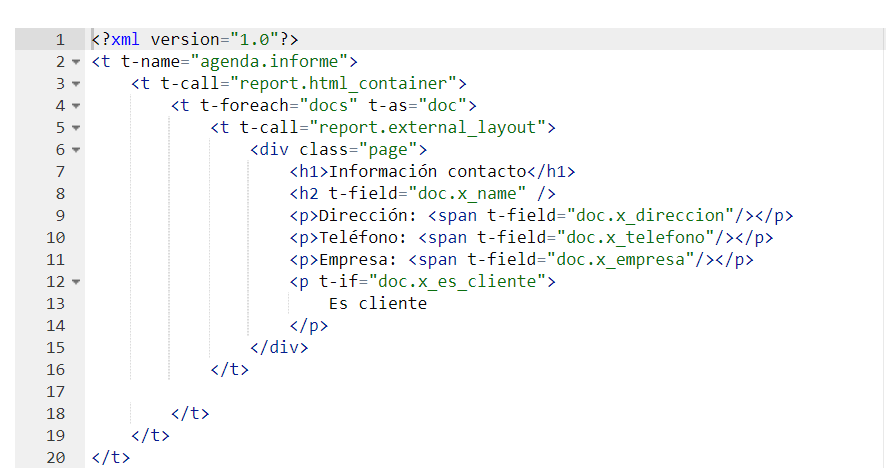 1 <?xml version="1.0"?>
2 <t t-name="agenda.informe">
3 <t t-call="report.html_container">
4 <t t-foreach="docs" t-as="doc">
5 <t t-call="report.external_layout">
6 <div class="page">
7 <h1>Información contacto</h1>
8 <h2 t-field="doc.x_name" />
9 <p>Dirección: <span t-field="doc.x_direccion"/></p>
10 <p>Teléfono: <span t-field="doc.x_telefono"/></p>
11 <p>Empresa: <span t-field="doc.x_empresa"/></p>
12 <p t-if="doc.x_es_cliente">
13 Es cliente
14 </p>
15 </div>
16 </t>
17
18 </t>
19 </t>
20 </t>